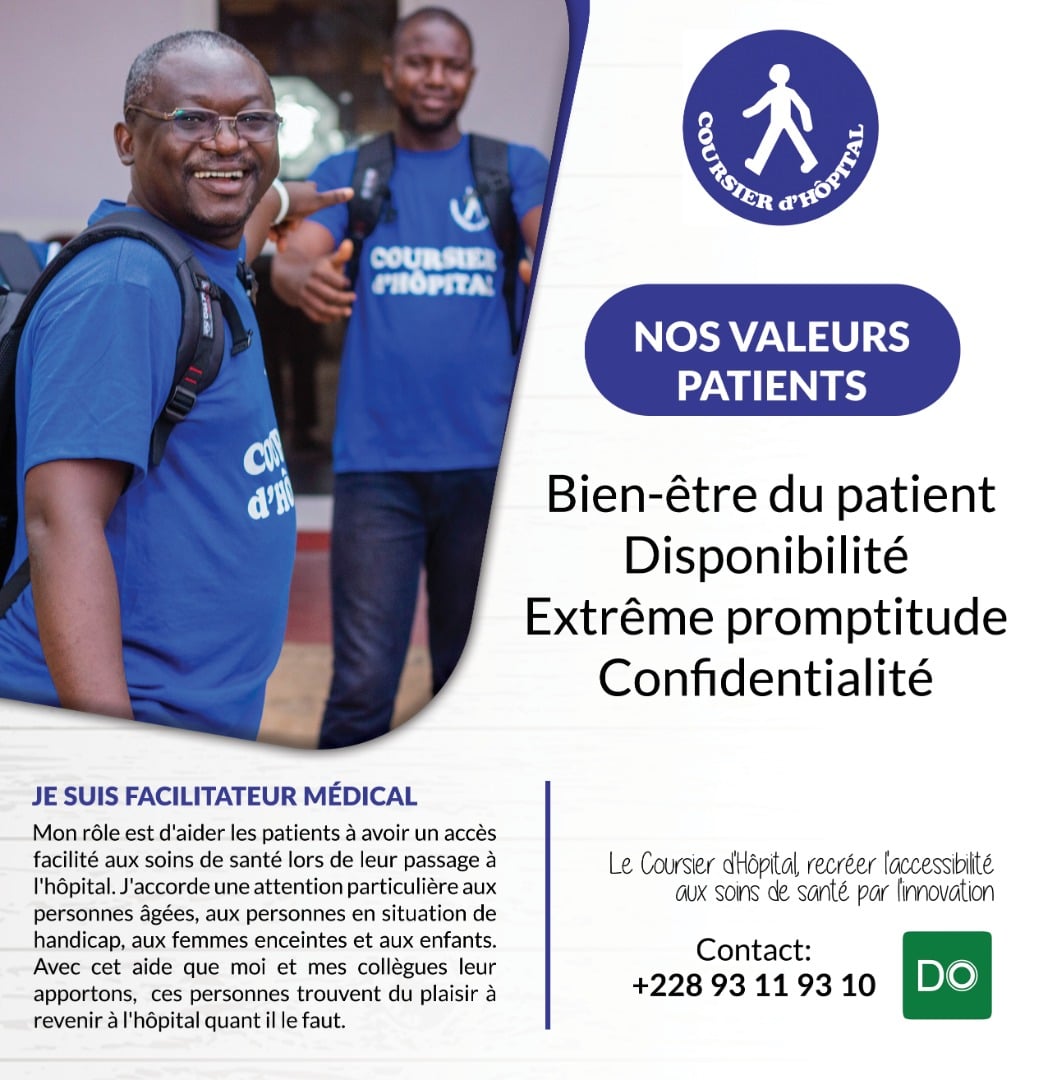 COURSIER d'HÔPITAL
COURSIER
d'HÔPITAL
d'HÔ
NOS VALEURS
PATIENTS
Bien-être du patient
Disponibilité
Extrême promptitude
Confidentialité
JE SUIS FACILITATEUR MÉDICAL
Mon rôle est d'aider les patients à avoir un accès
facilité aux soins de santé lors de leur passage à
l'hôpital. J'accorde une attention particulière aux
personnes âgées, aux personnes en situation de
handicap, aux femmes enceintes et aux enfants.
Avec cet aide que moi et mes collègues leur
apportons, ces personnes trouvent du plaisir à
revenir à l'hôpital quant il le faut.
Le Coursier d'Hôpital, recréer l'accessibilité
aux soins de santé par l'innovation
Contact:
+228 93 11 93 10
DO